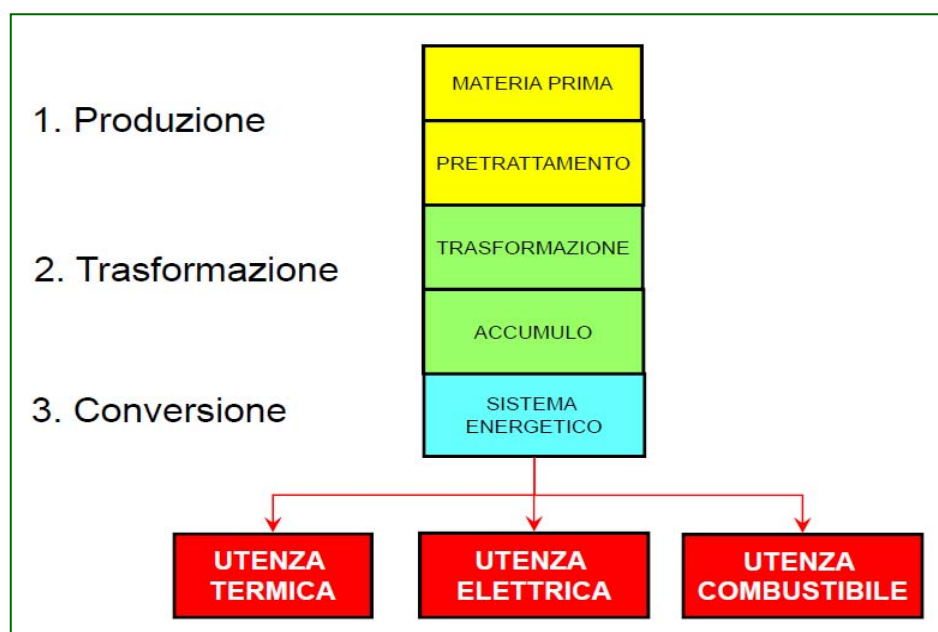 1. Produzione
MATERIA PRIMA
PRETRATTAMENTO
2. Trasformazione
TRASFORMAZIONE
ACCUMULO
3. Conversione
SISTEMA
ENERGETICO
UTENZA
TERMICA
UTENZA
ELETTRICA
UTENZA
COMBUSTIBILE